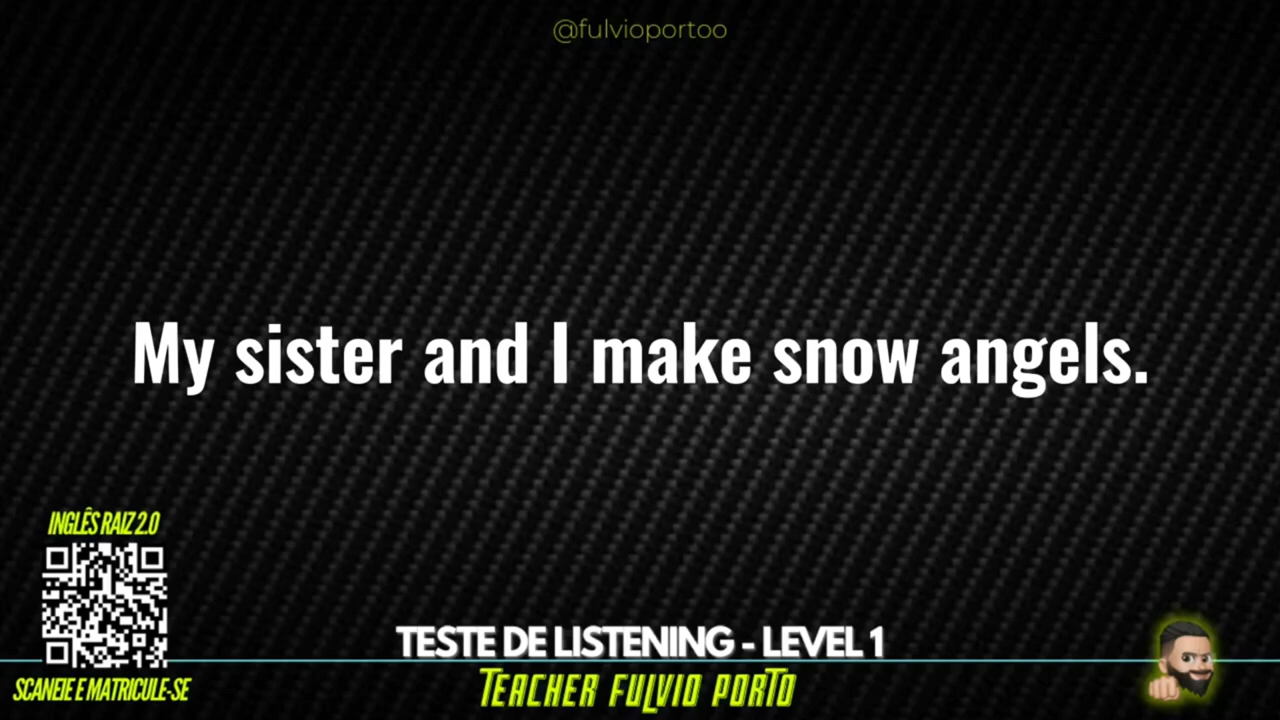 @fulvioportoo
My sister and I make snow angels.
INGLÊS RAIZ 2.0
SCANEIE E MATRICULE-SE
TESTE DE LISTENING - LEVEL 1
TEACHER FULVIO PORTO